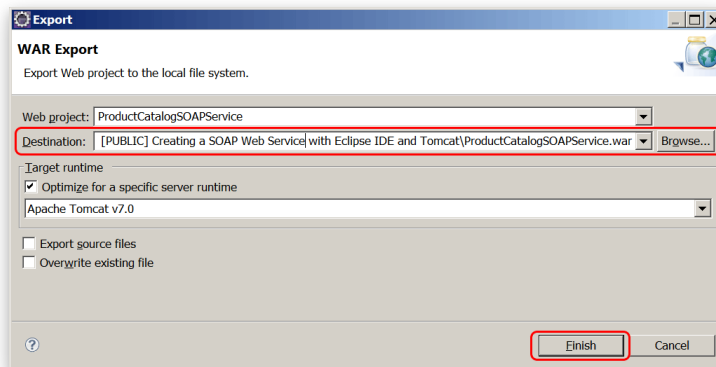 Export
WAR Export
Export Web project to the local file system.
Web project: ProductCatalogSOAPService
Destination: [PUBLIC] Creating a SOAP Web Service with Eclipse IDE and Tomcat\ProductCatalogSOAPService.war Browse...
Target runtime
Optimize for a specific server runtime
Apache Tomcat v7.0
Export source files
Overwrite existing file
? Finish Cancel